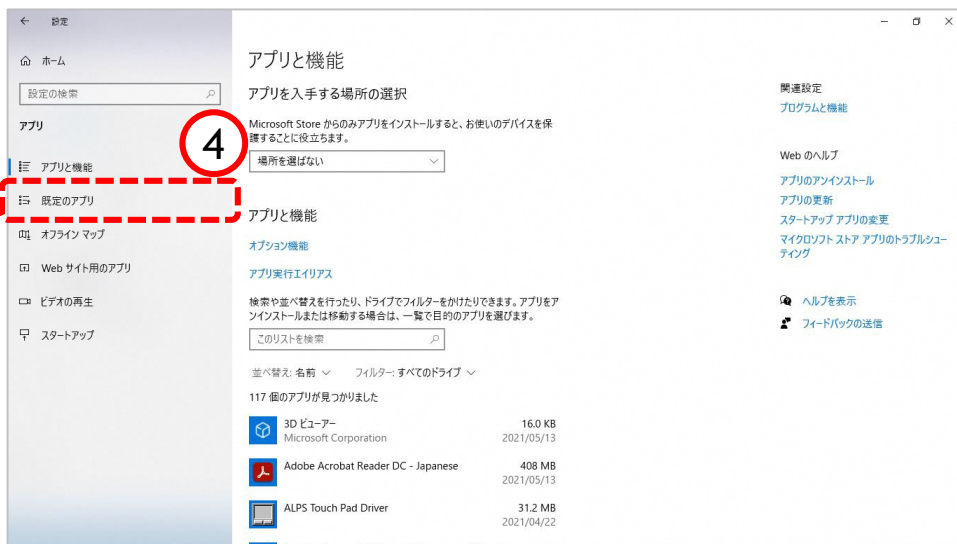 設定
ホーム
設定の検索
アプリ
アプリと機能
既定のアプリ
オフライン マップ
Web サイト用のアプリ
ビデオの再生
スタートアップ
4
アプリと機能
アプリを入手する場所の選択
Microsoft Store からのみアプリをインストールすると、お使いのデバイスを保
護することに役立ちます。
場所を選ばない
アプリと機能
オプション機能
アプリ実行エイリアス
検索や並べ替えを行ったり、ドライブでフィルターをかけたりできます。アプリをア
ンインストールまたは移動する場合は、一覧で目的のアプリを選びます。
このリストを検索
並べ替え: 名前 フィルター: すべてのドライブ
117 個のアプリが見つかりました
3D ビューアー 16.0 KB
Microsoft Corporation 2021/05/13
Adobe Acrobat Reader DC - Japanese 408 MB
2021/05/13
ALPS Touch Pad Driver 31.2 MB
2021/04/22
関連設定
プログラムと機能
Web のヘルプ
アプリのアンインストール
アプリの更新
スタートアップ アプリの変更
マイクロソフト ストア アプリのトラブルシュー
ティング
ヘルプを表示
フィードバックの送信